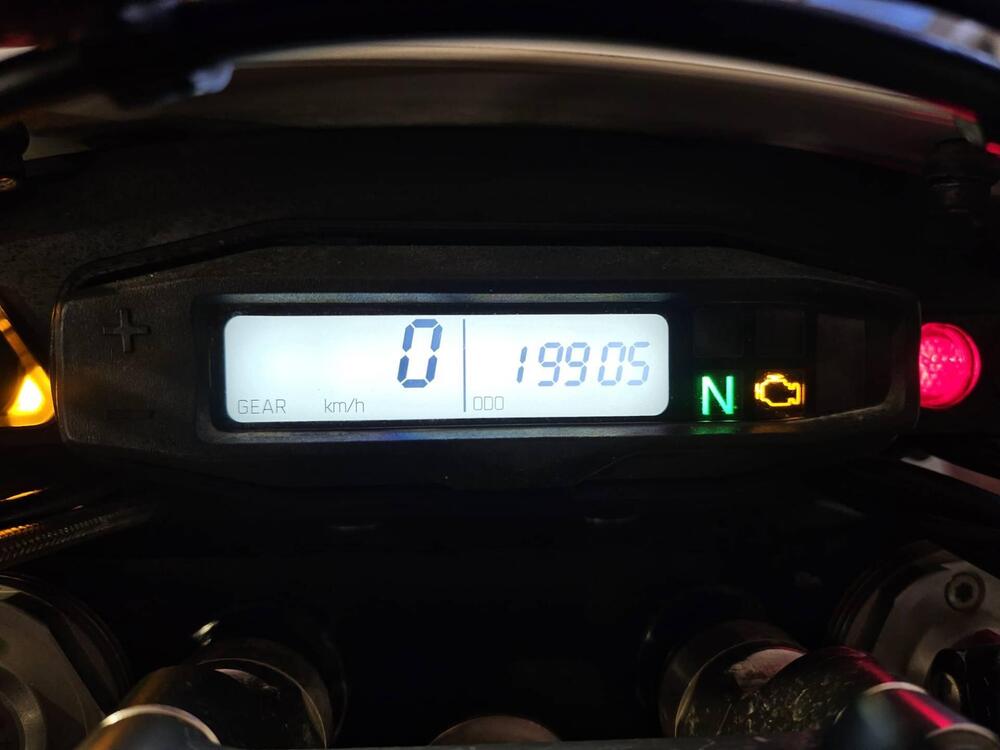 +
0
19905
GEAR km/h
ODO
N